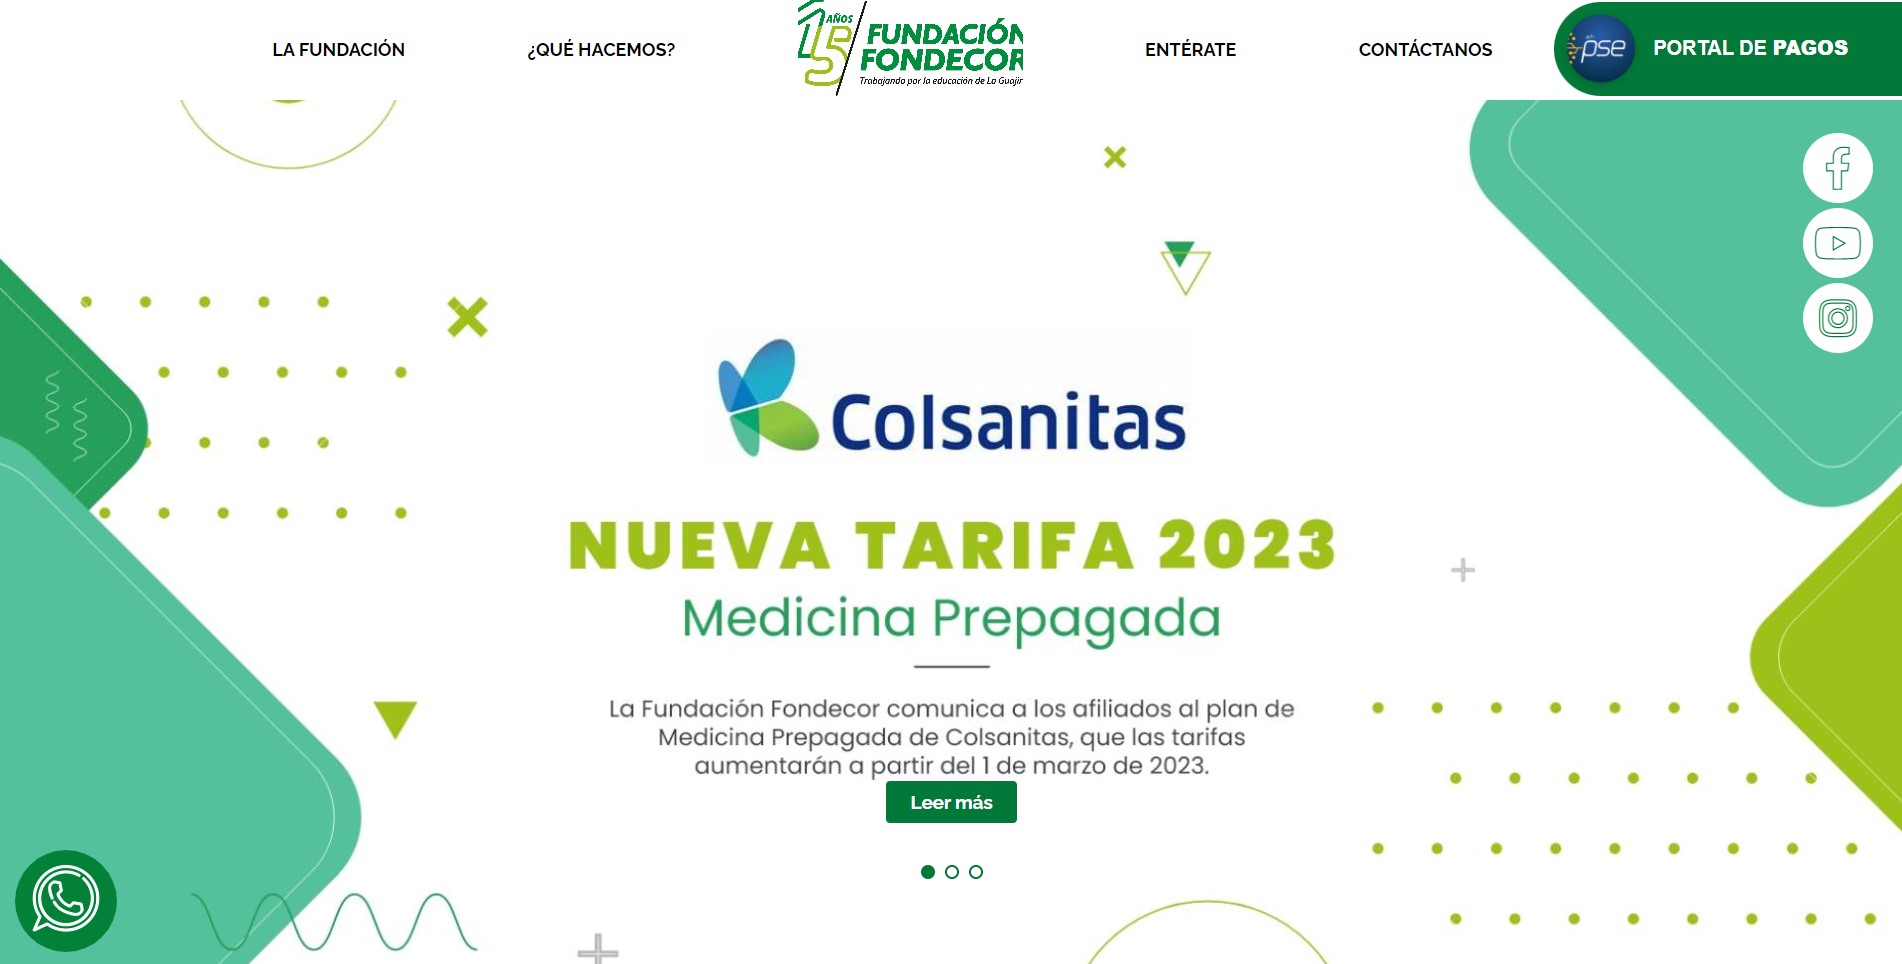 LA FUNDACIÓN
¿QUÉ HACEMOS?
15 AÑOS
FUNDACIÓN
FONDECOR
Trabajando por la educación de La Guajir
ENTÉRATE
CONTÁCTANOS
pse
PORTAL DE PAGOS
Colsanitas
NUEVA TARIFA 2023
Medicina Prepagada
La Fundación Fondecor comunica a los afiliados al plan de
Medicina Prepagada de Colsanitas, que las tarifas
aumentarán a partir del 1 de marzo de 2023.
Leer más